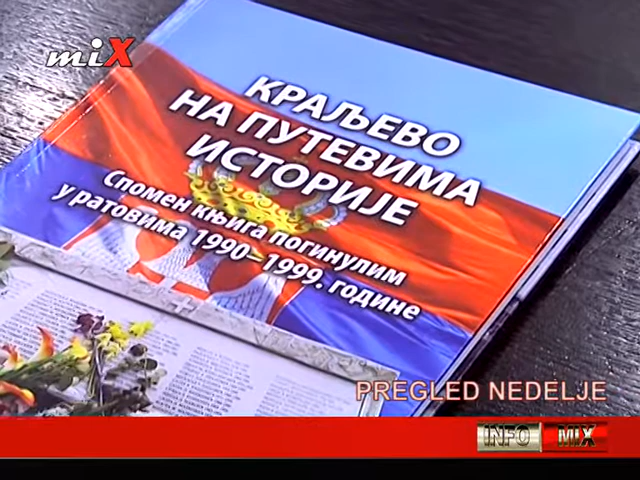 miX
КРАЉЕВО
НА ПУТЕВИМА
ИСТОРИЈЕ
Спомен књига погинулим
у ратовима 1990–1999. године
PREGLED NEDELJE
INFO MIX